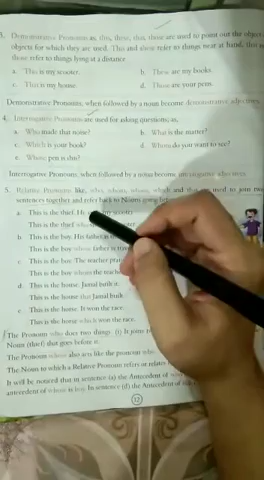 3. Demonstrative Pronouns as, this, these, that, those are used to point out the object or
objects for which they are used. This and these refer to things near at hand, that and
those refer to things lying at a distance.
a. This is my scooter. b. These are my books.
c. This is my house. d. Those are your pens.
Demonstrative Pronouns, when followed by a noun become demonstrative adjectives.
4. Interrogative Pronouns are used for asking questions; as,
a. Who made that noise? b. What is the matter?
c. Which is your book? d. Whom do you want to see?
e. Whose pen is this?
Interrogative Pronouns, when followed by a noun become interrogative adjectives.
5. Relative Pronouns like, who, whom, whose, which and that are used to join two
sentences together and refer back to Nouns going
a. This is the thief. He scooter.
This is the thief
b. This is the boy. His father is
This is the boy whose father is
c. This is the boy. The teacher
This is the boy whom the teacher
d. This is the house. Jamal built it.
This is the house that Jamal built.
e. This is the horse. It won the race.
This is the horse which won the race.
The Pronoun who does two things (i) It joins
Noun (thief) that goes before it.
The Pronoun whose also acts like the pronoun who.
The Noun to which a Relative Pronoun refers or relates
It will be noticed that in sentence (a) the Antecedent of who
antecedent of whose is boy. In sentence (d) the Antecedent of